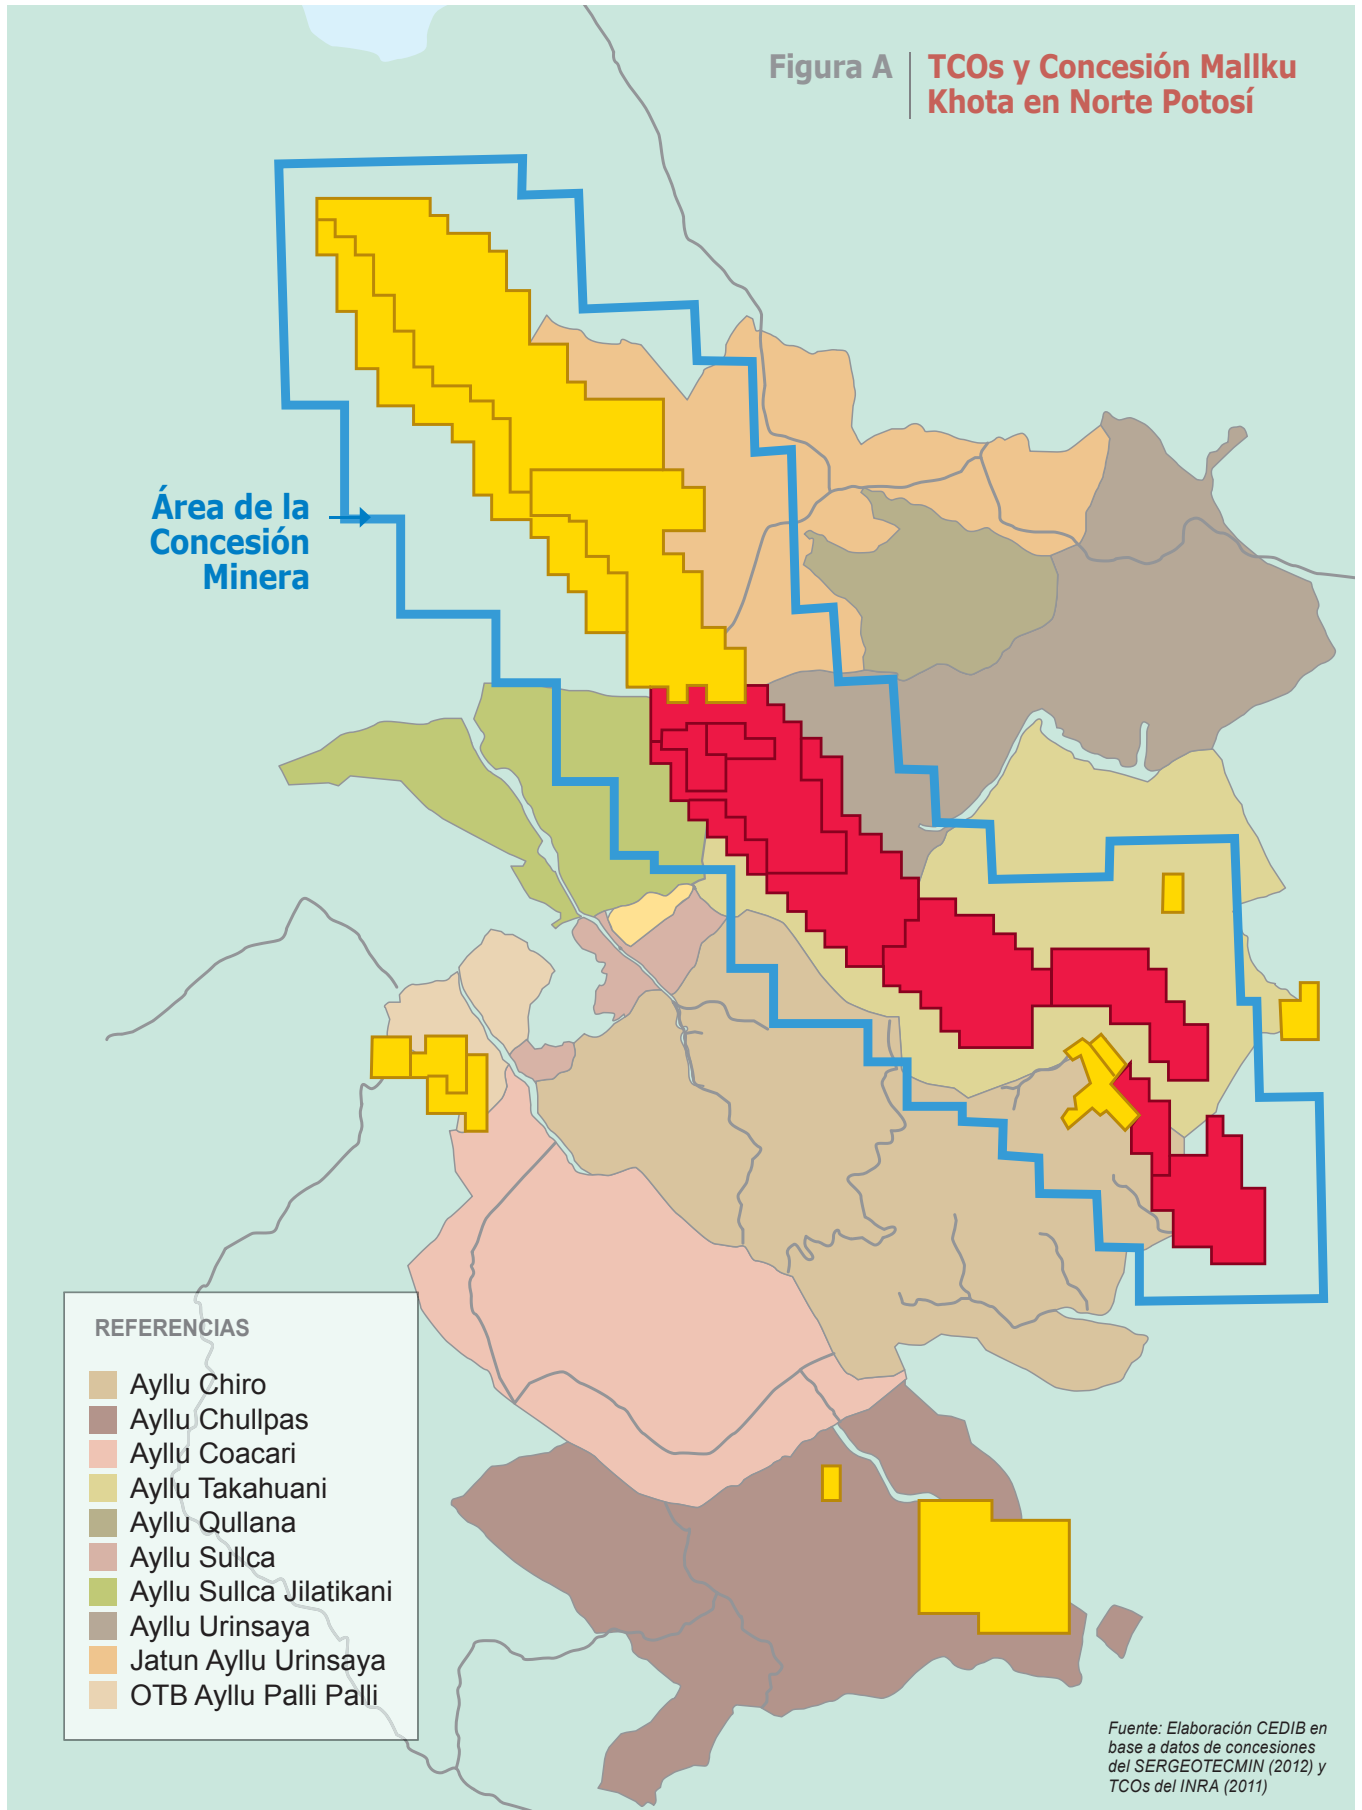 Figura A
TCOs y Concesión Mallku
Khota en Norte Potosí
Área de la
Concesión
Minera
REFERENCIAS
Ayllu Chiro
Ayllu Chullpas
Ayllu Coacari
Ayllu Takahuani
Ayllu Qullana
Ayllu Sullca
Ayllu Sullca Jilatikani
Ayllu Urinsaya
Jatun Ayllu Urinsaya
OTB Ayllu Palli Palli
Fuente: Elaboración CEDIB en
base a datos de concesiones
del SERGEOTECMIN (2012) y
TCOs del INRA (2011)